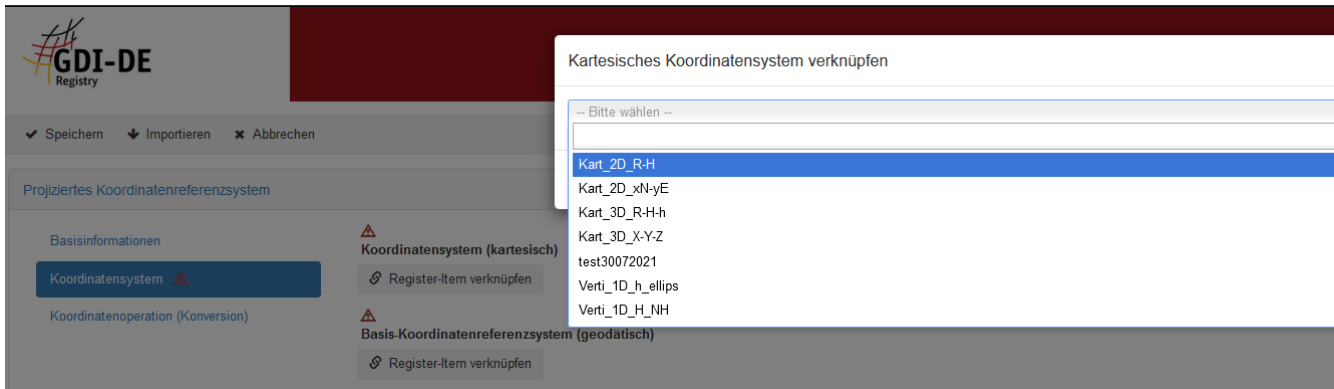 GDI-DE
Registry
Kartesisches Koordinatensystem verknüpfen
-- Bitte wählen --
Speichern Importieren Abbrechen
Kart_2D_R-H
Kart_2D_xN-yE
Kart_3D_R-H-h
Kart_3D_X-Y-Z
test30072021
Verti_1D_h_ellips
Verti_1D_H_NH
Projiziertes Koordinatenreferenzsystem
Basisinformationen
Koordinatensystem
Koordinatenoperation (Konversion)
Koordinatensystem (kartesisch)
Register-Item verknüpfen
Basis-Koordinatenreferenzsystem (geodätisch)
Register-Item verknüpfen